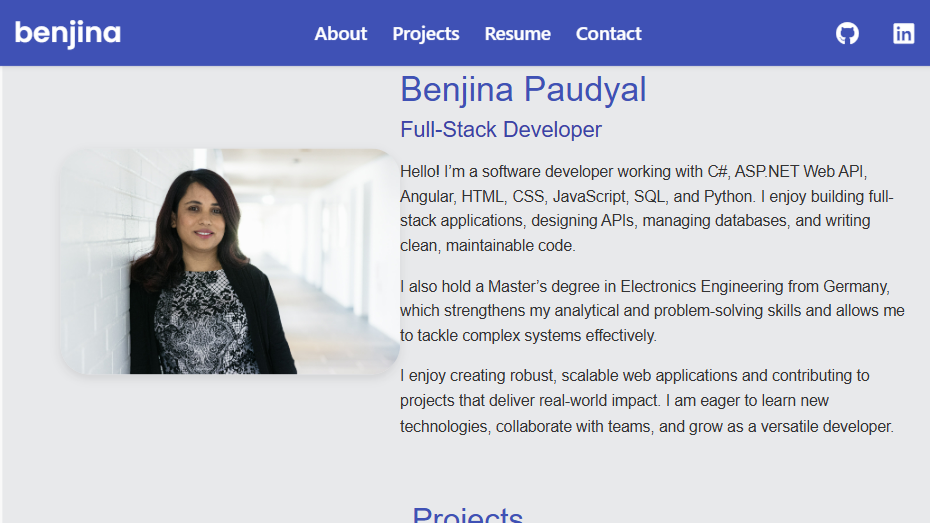 benjina
About
Projects
Resume
Contact
in
Benjina Paudyal
Full-Stack Developer
Hello! I’m a software developer working with C#, ASP.NET Web API,
Angular, HTML, CSS, JavaScript, SQL, and Python. I enjoy building full-
stack applications, designing APIs, managing databases, and writing
clean, maintainable code.
I also hold a Master’s degree in Electronics Engineering from Germany,
which strengthens my analytical and problem-solving skills and allows me
to tackle complex systems effectively.
I enjoy creating robust, scalable web applications and contributing to
projects that deliver real-world impact. I am eager to learn new
technologies, collaborate with teams, and grow as a versatile developer.
Projects